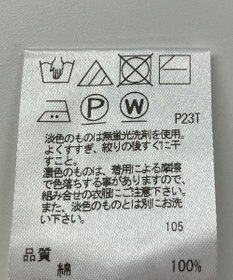 P W P23T
淡色のものは無蛍光洗剤を使用。
よくすすぎ、絞りの後すぐに干
すこと。
濃色のものは、着用による摩擦
で色落ちする事がありますので、
組み合せの衣服にご注意下さい。
また、淡色のものとは別にお洗
い下さい。
105
品質
綿 100%